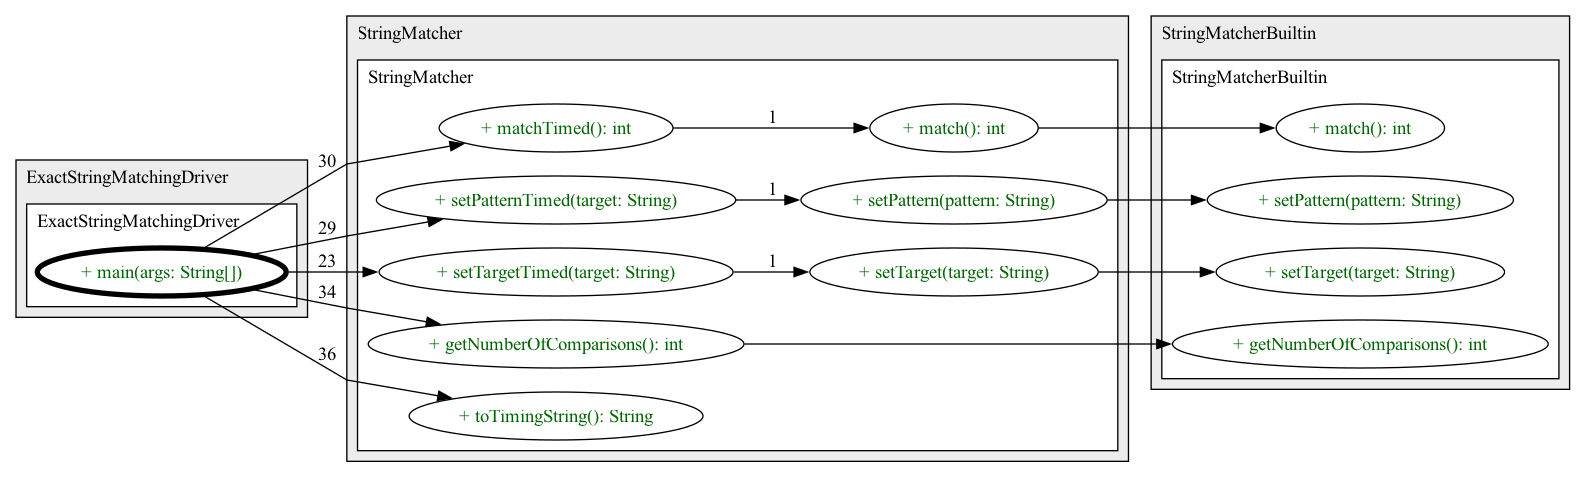 ExactStringMatchingDriver
ExactStringMatchingDriver
+ main(args: String[])
30
29
23
34
36
StringMatcher
StringMatcher
+ matchTimed(): int
1
+ match(): int
+ setPatternTimed(target: String)
1
+ setPattern(pattern: String)
+ setTargetTimed(target: String)
1
+ setTarget(target: String)
+ getNumberOfComparisons(): int
+ toTimingString(): String
StringMatcherBuiltin
StringMatcherBuiltin
+ match(): int
+ setPattern(pattern: String)
+ setTarget(target: String)
+ getNumberOfComparisons(): int